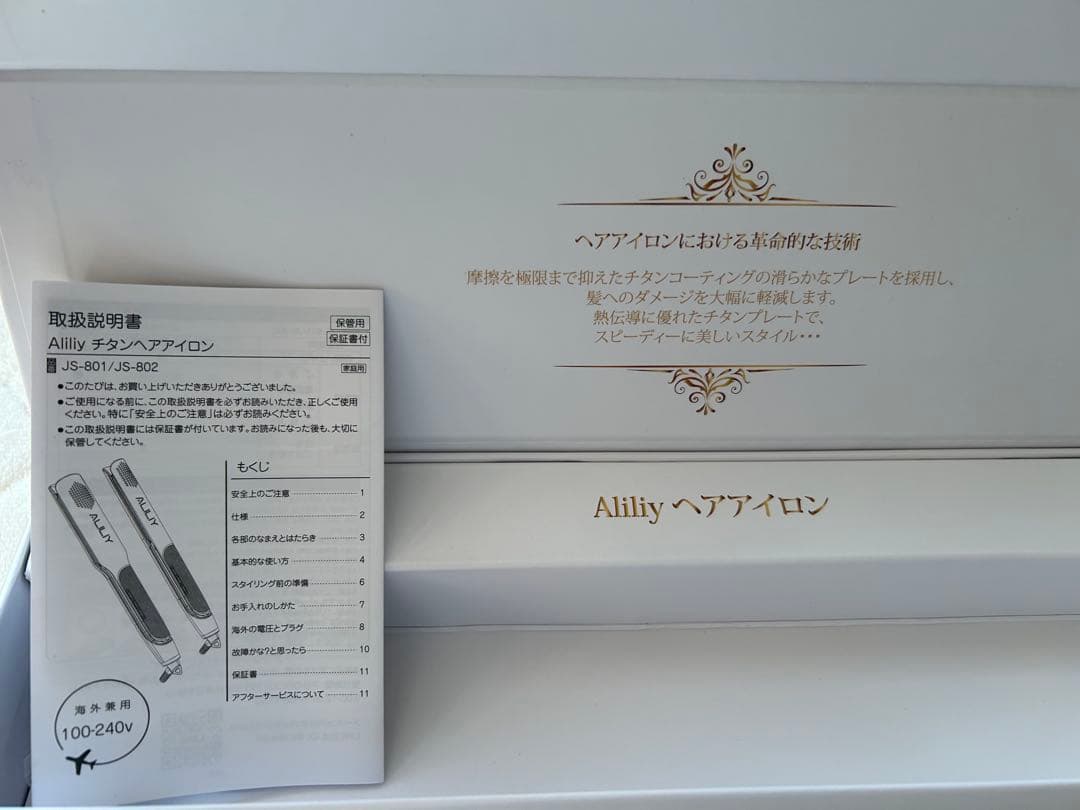 ヘアアイロンにおける革命的な技術
摩擦を極限まで抑えたチタンコーティングの滑らかなプレートを採用し、
髪へのダメージを大幅に軽減します。
熱伝導に優れたチタンプレートで、
スピーディーに美しいスタイル・・・
Aliliy ヘアアイロン
取扱説明書
保管用
保証書付
Aliliy チタンヘアアイロン
品番 JS-801/JS-802
家庭用
●このたびは、お買い上げいただきありがとうございました。
●ご使用になる前に、この取扱説明書を必ずお読みいただき、正しくご使用
ください。特に「安全上のご注意」は必ずお読みください。
●この取扱説明書には保証書が付いています。お読みになった後も、大切に
保管してください。
もくじ
安全上のご注意 ………… 1
仕様 ………… 2
各部のなまえとはたらき ………… 3
基本的な使い方 ………… 4
スタイリング前の準備 ………… 6
お手入れのしかた ………… 7
海外の電圧とプラグ ………… 8
故障かな?と思ったら ………… 10
保証書 ………… 11
アフターサービスについて ………… 11
ALILIY
ALILIY
海外兼用
100-240v